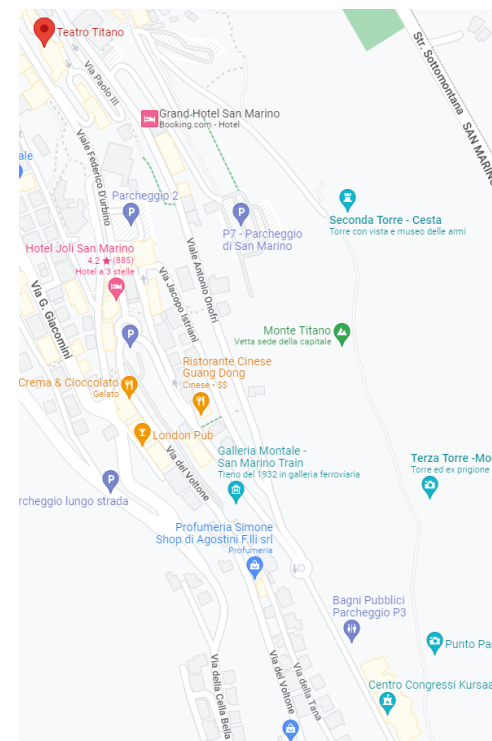 Teatro Titano
Via Paolo III
Str. Sottomontana
SAN MARINO
Grand Hotel San Marino
Booking.com - Hotel
ale
Viale Federico D'urbino
Parcheggio 2
P
P
P7 - Parcheggio
di San Marino
Seconda Torre - Cesta
Torre con vista e museo delle armi
Hotel Joli San Marino
4.2 ★ (885)
Hotel a 3 stelle
Viale Antonio Onofri
Via Jacopo Istriani
Via G. Giacomini
P
Monte Titano
Vetta sede della capitale
Ristorante Cinese
Guang Dong
Cinese • $$
Crema & Cioccolato
Gelato
London Pub
Galleria Montale -
San Marino Train
Treno del 1932 in galleria ferroviaria
Terza Torre -Mo
Torre ed ex prigione
Via del Voltone
P
rcheggio lungo strada
Profumeria Simone
Shop di Agostini F.lli srl
Profumeria
Bagni Pubblici
Parcheggio P3
Punto Pa
Via della Cella Bella
Via del Voltone
Via della Tana
Centro Congressi Kursaa